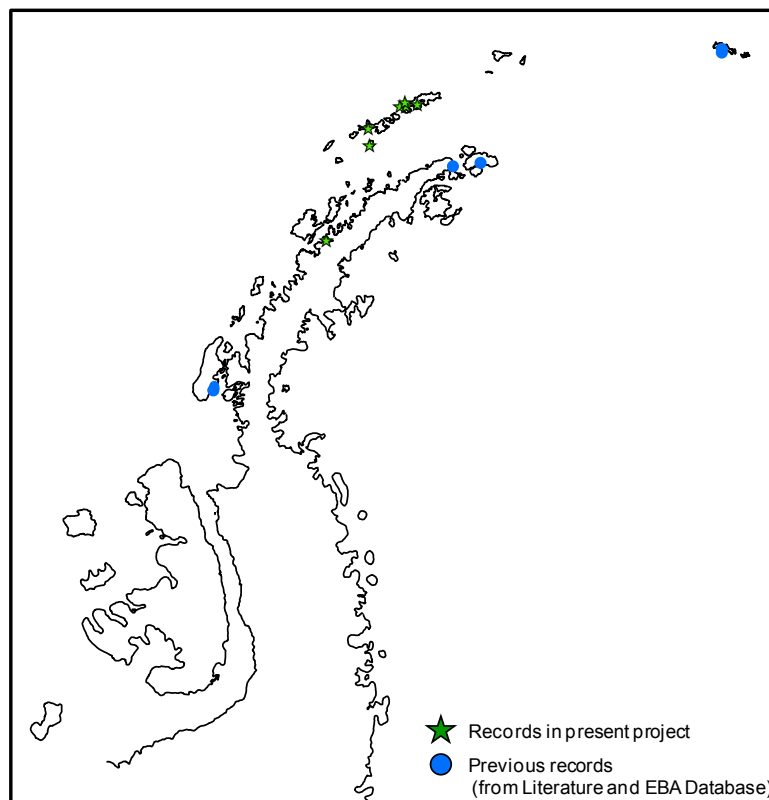 Records in present project
Previous records
(from Literature and EBA Database)